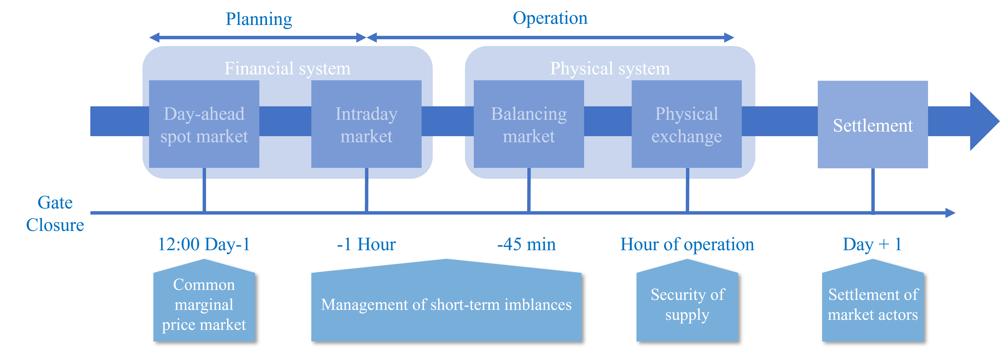 Planning
Operation
Financial system
Physical system
Day-ahead
spot market
Intraday
market
Balancing
market
Physical
exchange
Settlement
Gate
Closure
12:00 Day-1
-1 Hour
-45 min
Hour of operation
Day + 1
Common
marginal
price market
Management of short-term imblances
Security of
supply
Settlement of
market actors